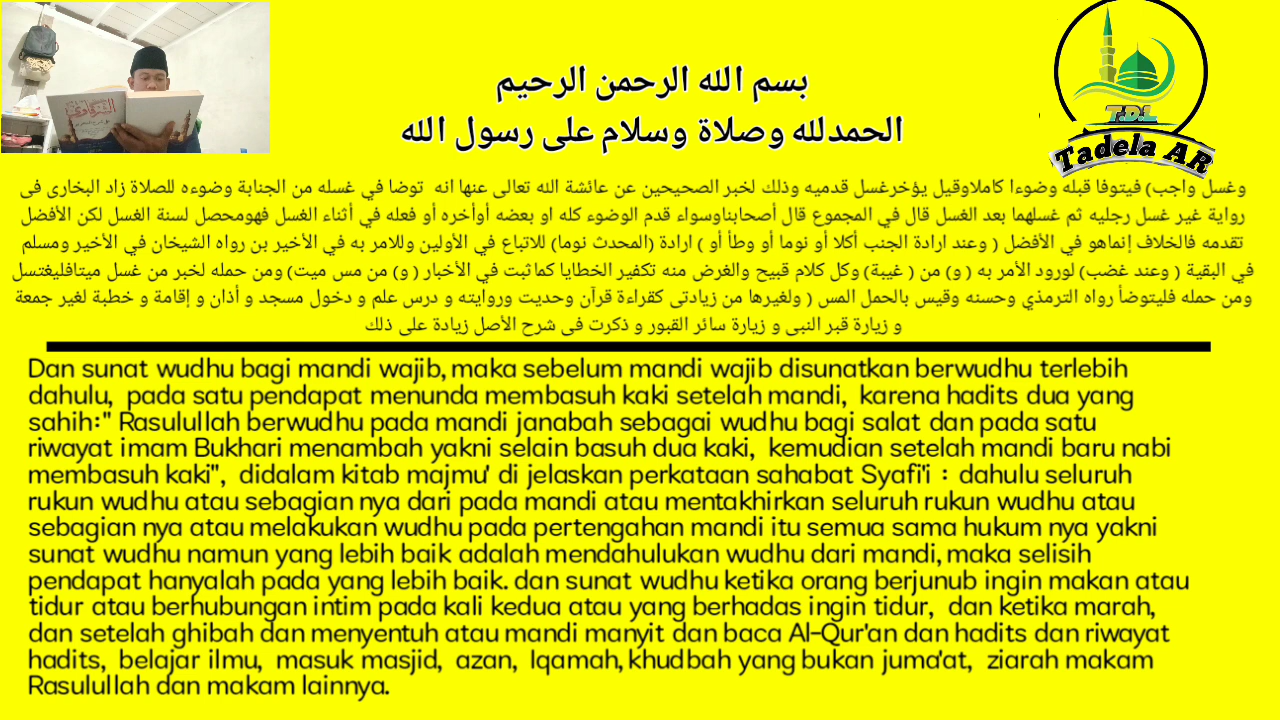 بسم الله الرحمن الرحيم
الحمدلله وصلاة وسلام على رسول الله
T.D.L
Tadela AR
الشرقاوي
وغسل واجب) فيتوفا قبله وضوءا كاملاوقيل يؤخرغسل قدميه وذلك لخبر الصحيحين عن عائشة الله تعالى عنها انه توضا في غسله من الجنابة وضوءه للصلاة زاد البخارى فى
رواية غير غسل رجليه ثم غسلهما بعد الغسل قال في المجموع قال أصحابناوسواء قدم الوضوء كله او بعضه أوأخره أو فعله في أثناء الغسل فهومحصل لسنة الغسل لكن الأفضل
تقدمه فالخلاف إنماهو في الأفضل ( وعند ارادة الجنب أكلا أو نوما أو وطأ أو ) ارادة (المحدث نوما) للاتباع في الأولين وللامر به في الأخير بن رواه الشيخان في الأخير ومسلم
في البقية ( وعند غضب) لورود الأمر به ( و) من ( غيبة) وكل كلام قبيح والغرض منه تكفير الخطايا كماثبت في الأخبار ( و) من مس ميت) ومن حمله لخبر من غسل ميتافليغتسل
ومن حمله فليتوضأ رواه الترمذي وحسنه وقيس بالحمل المس ( ولغيرها من زيادتى كقراءة قرآن وحديت وروايته و درس علم و دخول مسجد و أذان و إقامة و خطبة لغير جمعة
و زيارة قبر النبى و زيارة سائر القبور و ذكرت فى شرح الأصل زيادة على ذلك
Dan sunat wudhu bagi mandi wajib, maka sebelum mandi wajib disunatkan berwudhu terlebih
dahulu, pada satu pendapat menunda membasuh kaki setelah mandi, karena hadits dua yang
sahih:" Rasulullah berwudhu pada mandi janabah sebagai wudhu bagi salat dan pada satu
riwayat imam Bukhari menambah yakni selain basuh dua kaki, kemudian setelah mandi baru nabi
membasuh kaki", didalam kitab majmu' di jelaskan perkataan sahabat Syafi'i : dahulu seluruh
rukun wudhu atau sebagian nya dari pada mandi atau mentakhirkan seluruh rukun wudhu atau
sebagian nya atau melakukan wudhu pada pertengahan mandi itu semua sama hukum nya yakni
sunat wudhu namun yang lebih baik adalah mendahulukan wudhu dari mandi, maka selisih
pendapat hanyalah pada yang lebih baik. dan sunat wudhu ketika orang berjunub ingin makan atau
tidur atau berhubungan intim pada kali kedua atau yang berhadas ingin tidur, dan ketika marah,
dan setelah ghibah dan menyentuh atau mandi manyit dan baca Al-Qur'an dan hadits dan riwayat
hadits, belajar ilmu, masuk masjid, azan, Iqamah, khudbah yang bukan juma'at, ziarah makam
Rasulullah dan makam lainnya.